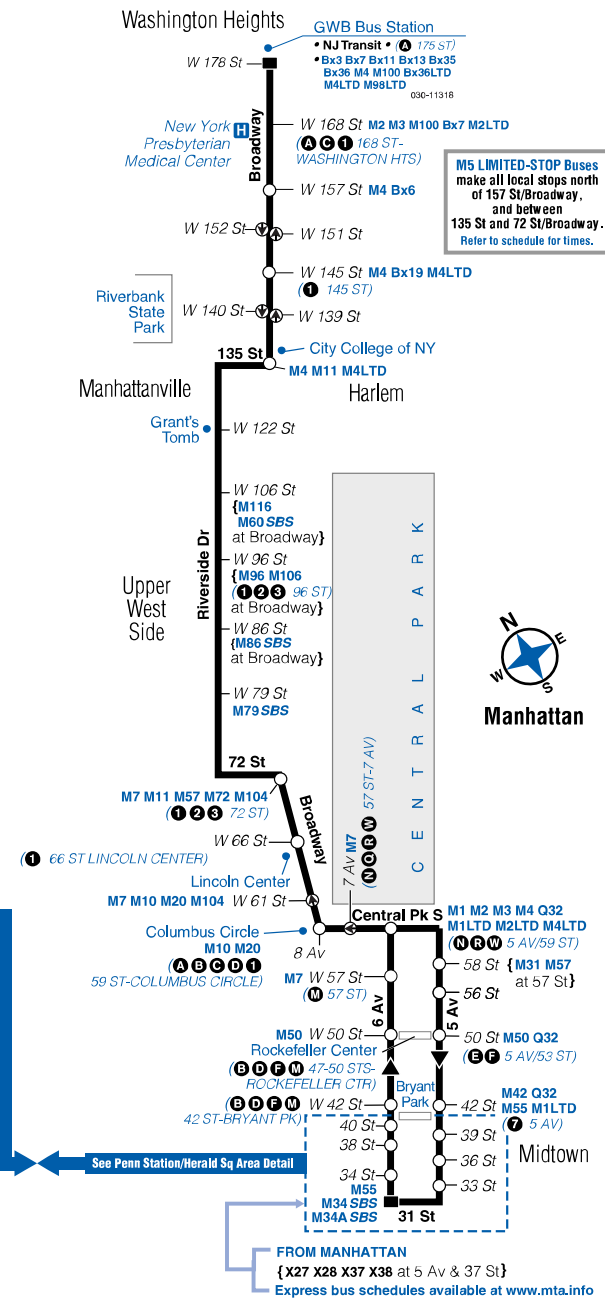 Washington Heights
GWB Bus Station
• NJ Transit • (A 175 ST)
• Bx3 Bx7 Bx11 Bx13 Bx35
Bx36 M4 M100 Bx36LTD
M4LTD M98LTD
030-11318
W 178 St
Broadway
New York H
Presbyterian
Medical Center
W 168 St M2 M3 M100 Bx7 M2LTD
(A C 1 168 ST-
WASHINGTON HTS)
M5 LIMITED-STOP Buses
make all local stops north
of 157 St/Broadway,
and between
135 St and 72 St/Broadway.
Refer to schedule for times.
W 157 St M4 Bx6
W 152 St
W 151 St
W 145 St M4 Bx19 M4LTD
(1 145 ST)
Riverbank
State
Park
W 140 St
W 139 St
City College of NY
135 St
M4 M11 M4LTD
Manhattanville
Harlem
Grant's
Tomb
W 122 St
W 106 St
{M116
M60 SBS
at Broadway}
Riverside Dr
W 96 St
{M96 M106
(1 2 3 96 ST)
at Broadway}
Upper
West
Side
W 86 St
{M86 SBS
at Broadway}
W 79 St
M79 SBS
CENTRAL PARK
N
E
W
S
Manhattan
72 St
M7 M11 M57 M72 M104
(1 2 3 72 ST)
Broadway
W 66 St
(1 66 ST LINCOLN CENTER)
Lincoln Center
M7 M10 M20 M104 W 61 St
7 Av M7
(N Q R W 57 ST-7 AV)
Columbus Circle
M10 M20
(A B C D 1
59 ST-COLUMBUS CIRCLE)
8 Av
Central Pk S
M1 M2 M3 M4 Q32
M1LTD M2LTD M4LTD
(N R W 5 AV/59 ST)
58 St {M31 M57
at 57 St}
M7 W 57 St
(M 57 ST)
6 Av
5 Av
56 St
M50 W 50 St
50 St M50 Q32
(E F 5 AV/53 ST)
Rockefeller Center
(B D F M 47-50 STS-
ROCKEFELLER CTR)
Bryant
Park
(B D F M W 42 St
42 ST-BRYANT PK)
42 St
M42 Q32
M55 M1LTD
(7 5 AV)
40 St
38 St
39 St
Midtown
36 St
See Penn Station/Herald Sq Area Detail
34 St
33 St
M55
M34 SBS
M34A SBS
31 St
FROM MANHATTAN
{X27 X28 X37 X38 at 5 Av & 37 St}
Express bus schedules available at www.mta.info